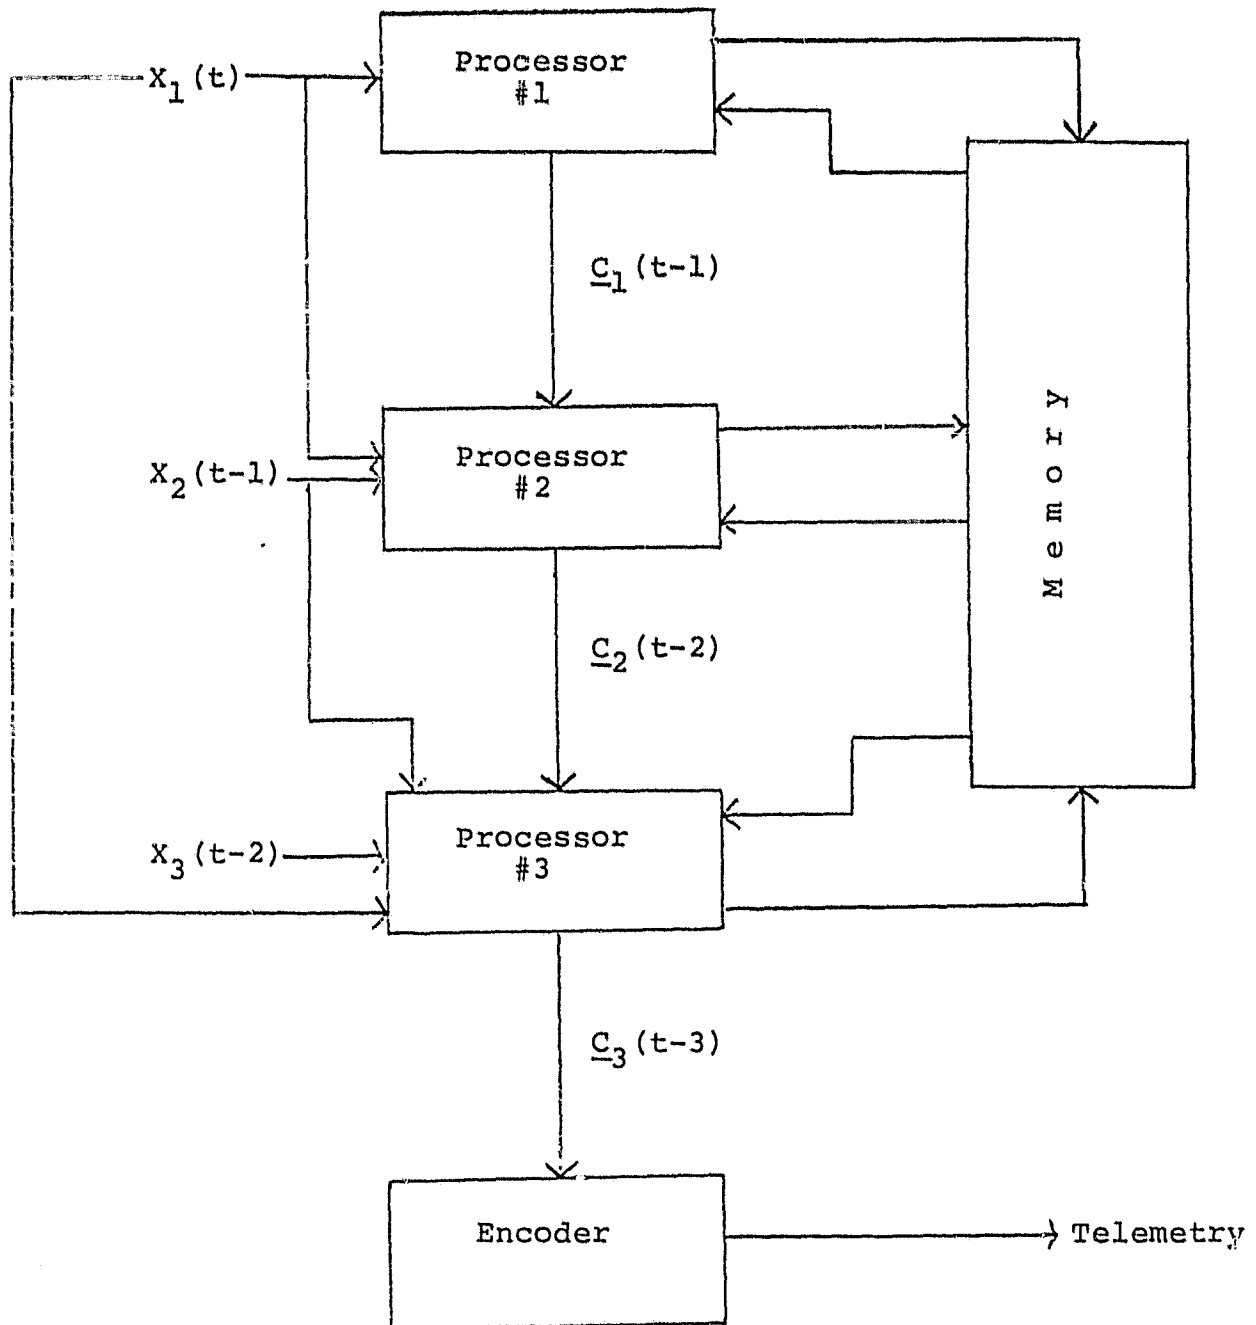 Processor
#1
X1(t)
C1(t-1)
Memory
Processor
#2
X2(t-1)
C2(t-2)
Processor
#3
X3(t-2)
C3(t-3)
Encoder
Telemetry